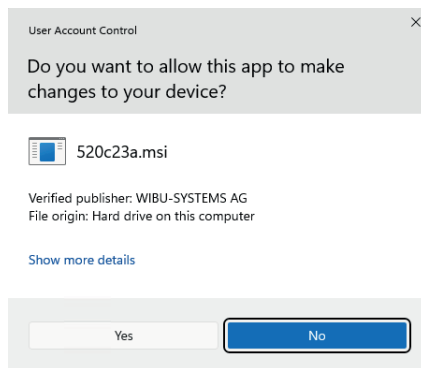 User Account Control
Do you want to allow this app to make
changes to your device?
520c23a.msi
Verified publisher: WIBU-SYSTEMS AG
File origin: Hard drive on this computer
Show more details
Yes
No